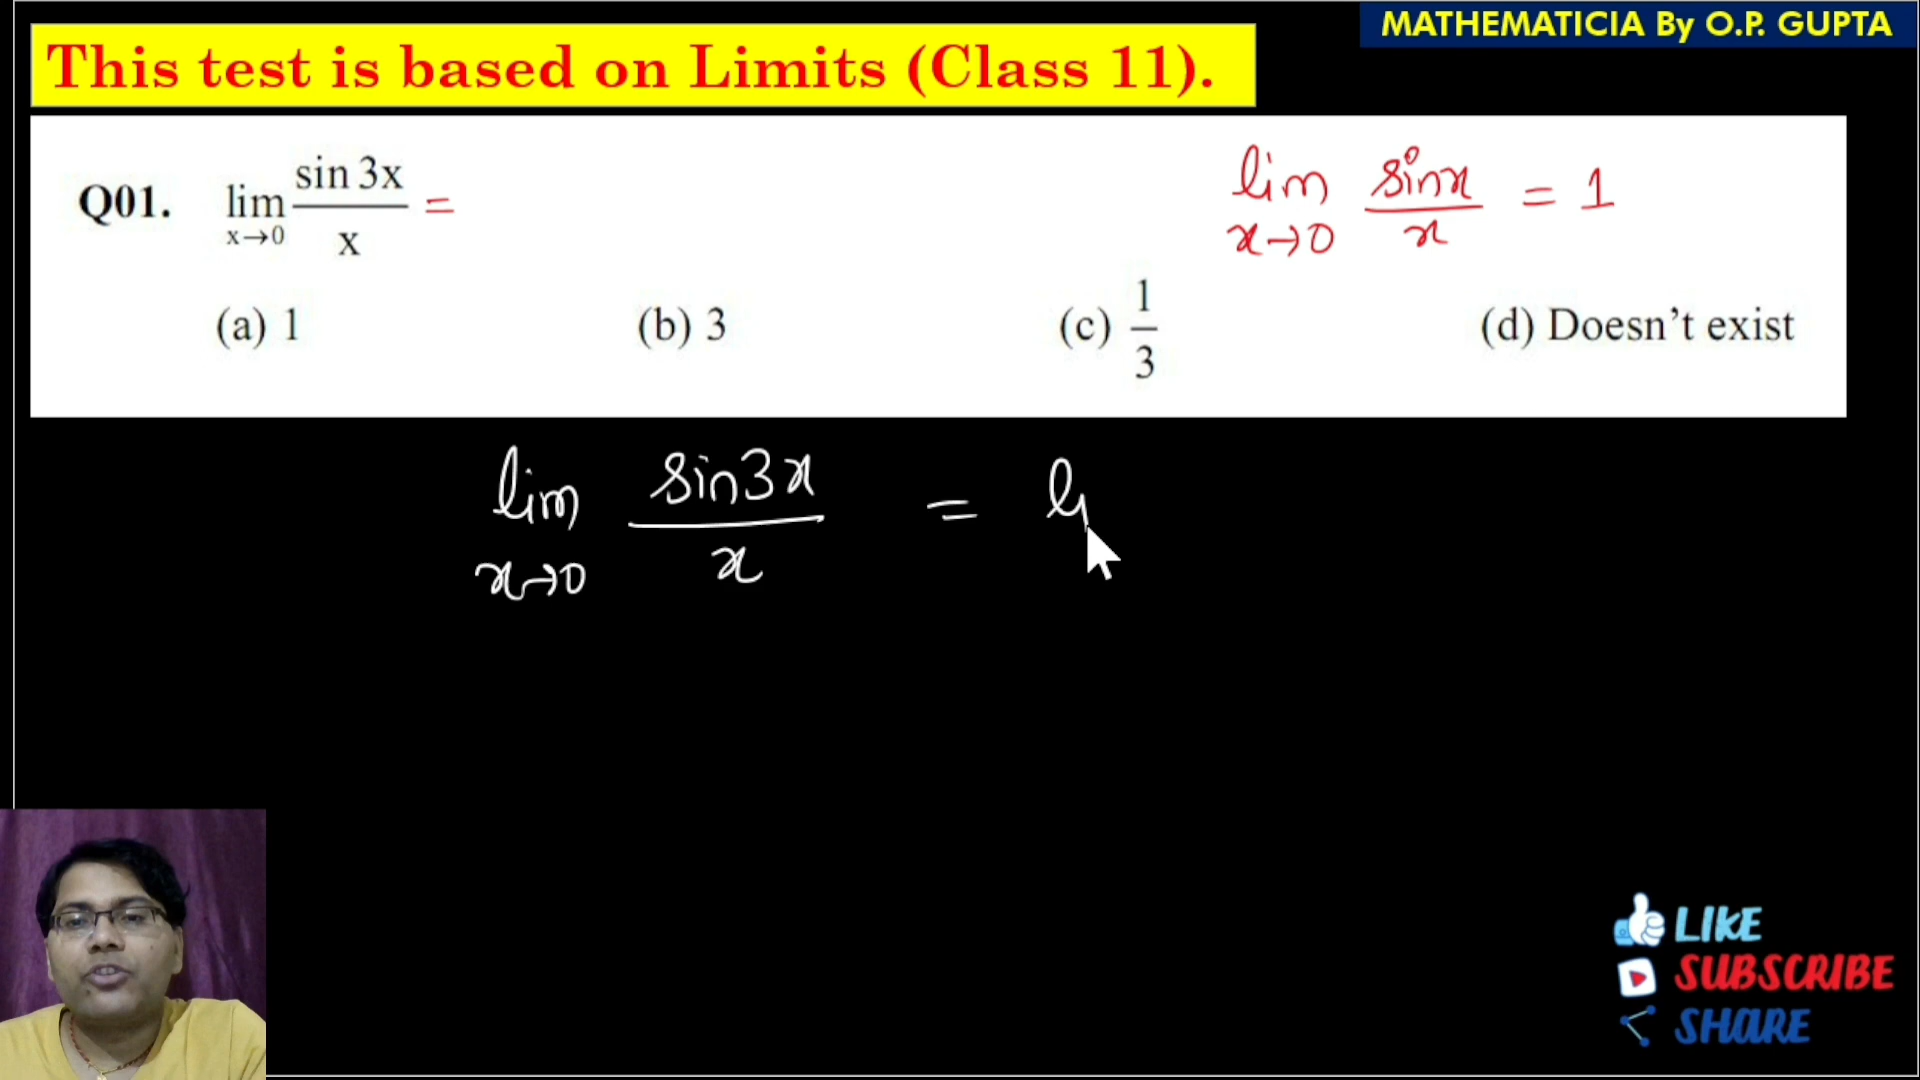 MATHEMATICIA By O.P. GUPTA
This test is based on Limits (Class 11).
Q01. lim x→0 sin 3x / x =
lim x→0 sinx / x = 1
(a) 1 (b) 3 (c) 1/3 (d) Doesn't exist
lim x→0 sin3x / x =
LIKE
SUBSCRIBE
SHARE